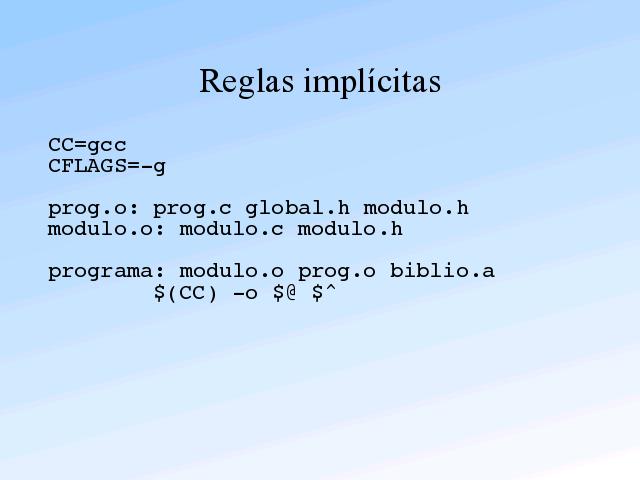 Reglas implícitas
CC=gcc
CFLAGS=-g
prog.o: prog.c global.h modulo.h
modulo.o: modulo.c modulo.h
programa: modulo.o prog.o biblio.a
$(CC) -o $@ $^